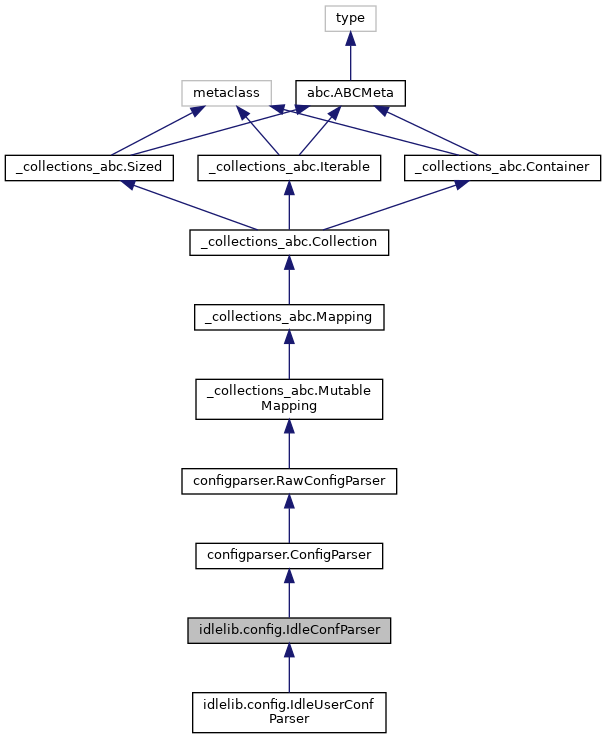 type
metaclass
abc.ABCMeta
_collections_abc.Sized
_collections_abc.Iterable
_collections_abc.Container
_collections_abc.Collection
_collections_abc.Mapping
_collections_abc.Mutable
Mapping
configparser.RawConfigParser
configparser.ConfigParser
idlelib.config.IdleConfParser
idlelib.config.IdleUserConf
Parser